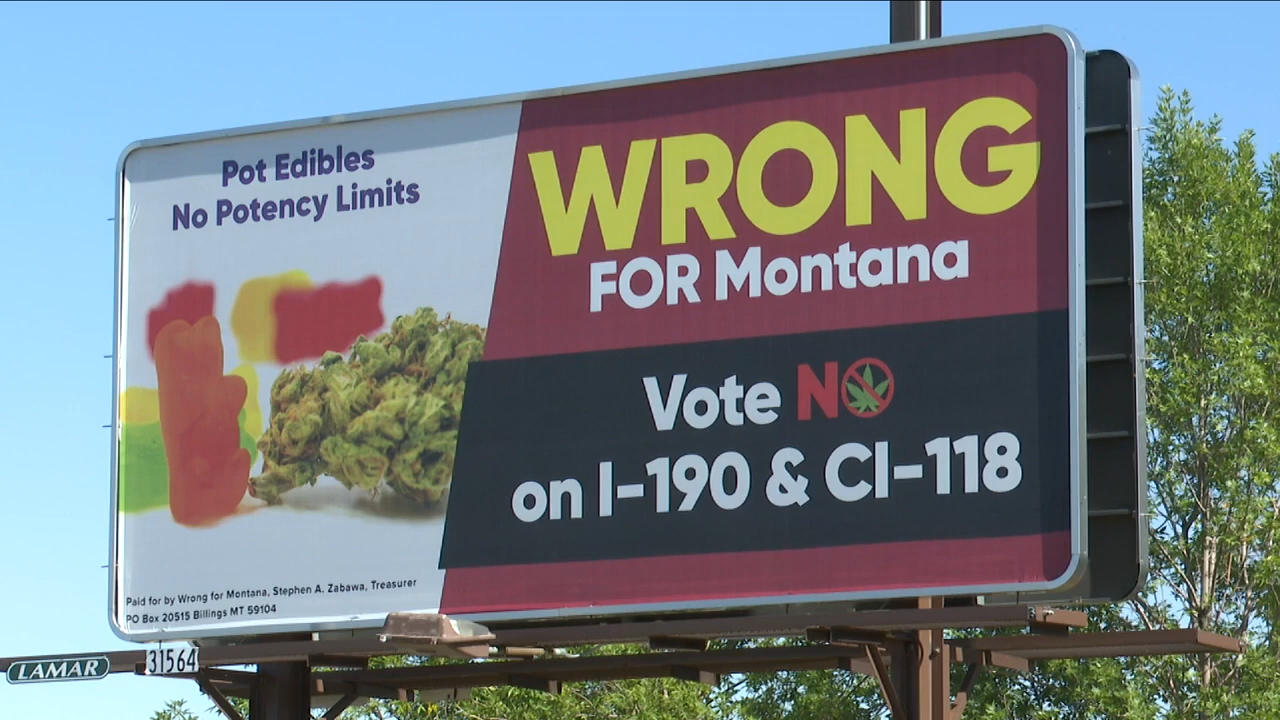 Pot Edibles
No Potency Limits
WRONG
FOR Montana
Vote NO
on I-190 & CI-118
Paid for by Wrong for Montana, Stephen A. Zabawa, Treasurer
PO Box 20515 Billings MT 59104
LAMAR
31564